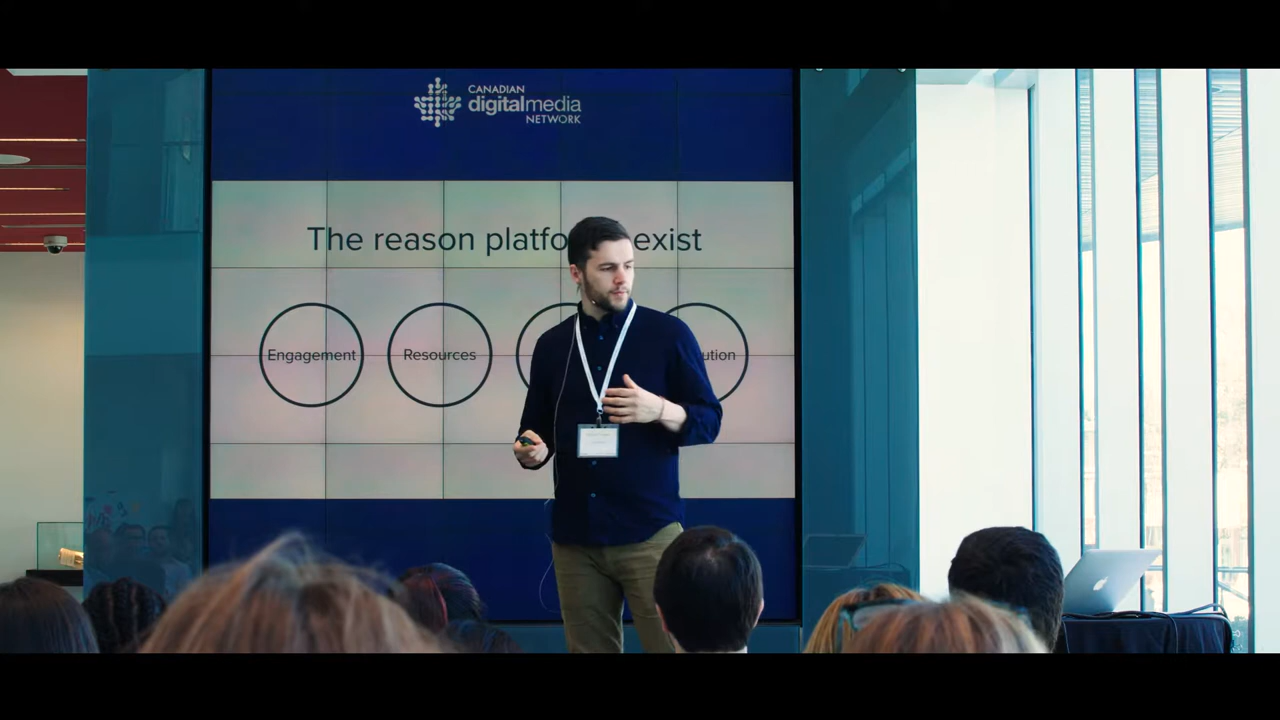 CANADIAN
digitalmedia
NETWORK
The reason platfo exist
Engagement Resources ution